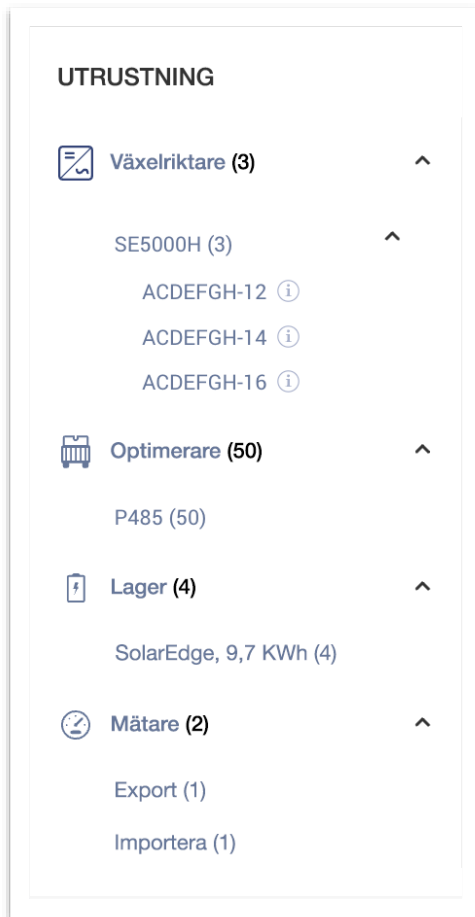 UTRUSTNING
Växelriktare (3)
SE5000H (3)
ACDEFGH-12
ACDEFGH-14
ACDEFGH-16
Optimerare (50)
P485 (50)
Lager (4)
SolarEdge, 9,7 KWh (4)
Mätare (2)
Export (1)
Importera (1)